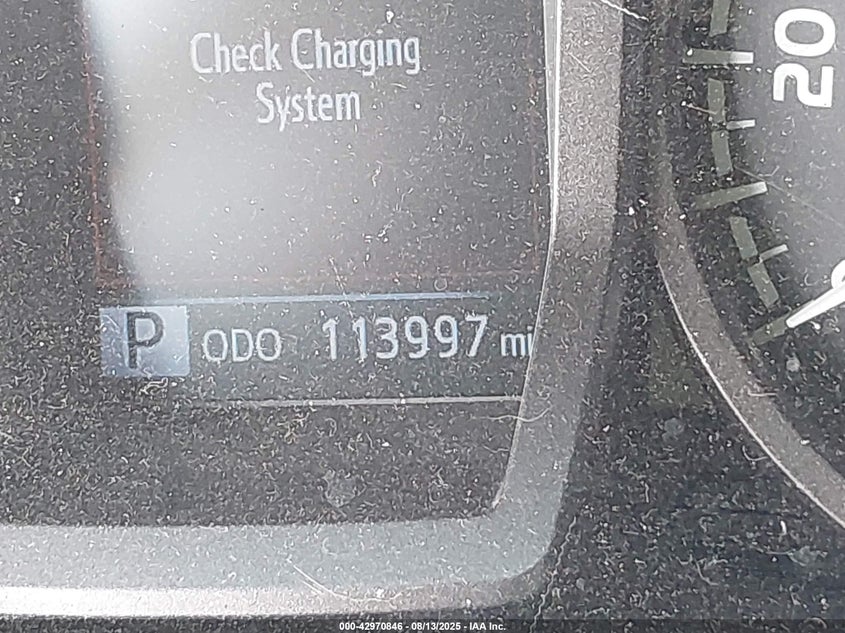 Check Charging
System
20
P ODO 113997 mi
000-42970846 - 08/13/2025 - IAA Inc.